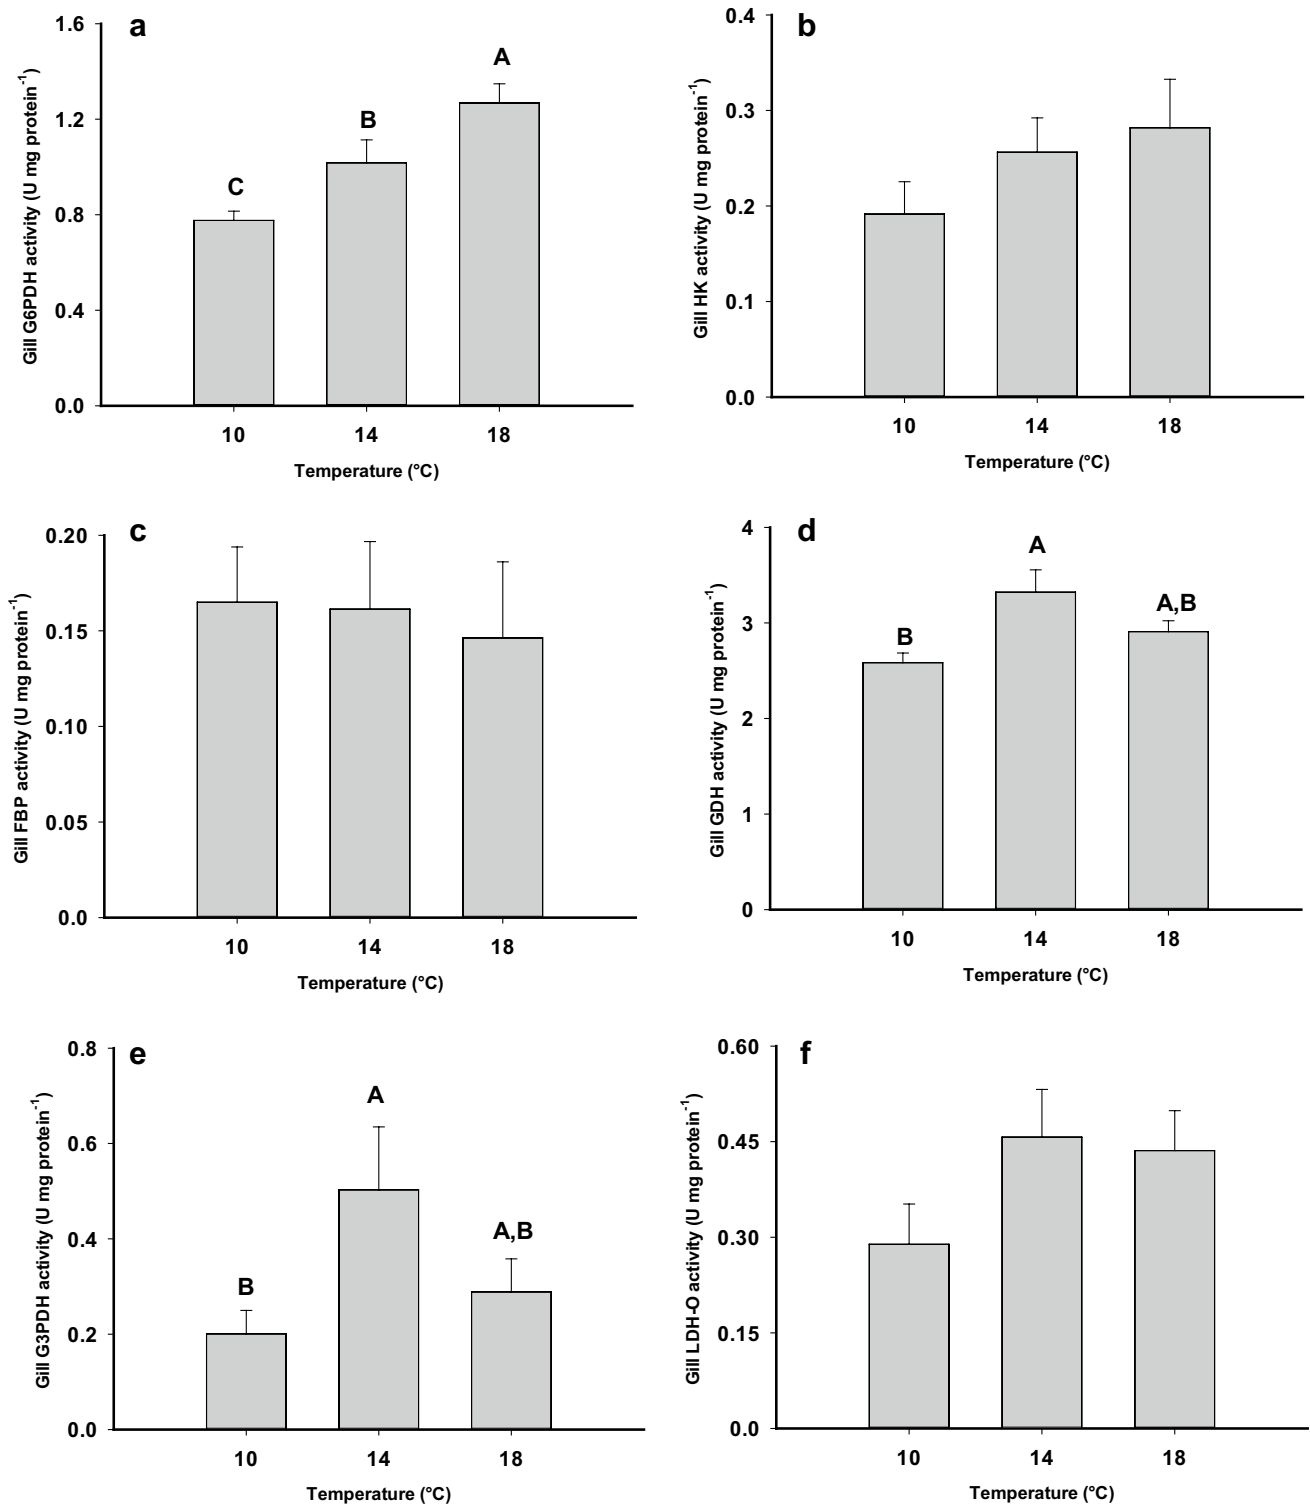 a
Gill G6PDH activity (U mg protein⁻¹)
1.6
1.2
0.8
0.4
0.0
C
B
A
10 14 18
Temperature (°C)
b
Gill HK activity (U mg protein⁻¹)
0.4
0.3
0.2
0.1
0.0
10 14 18
Temperature (°C)
c
Gill FBP activity (U mg protein⁻¹)
0.20
0.15
0.10
0.05
0.0
10 14 18
Temperature (°C)
d
Gill GDH activity (U mg protein⁻¹)
4
3
2
1
0
B
A
A,B
10 14 18
Temperature (°C)
e
Gill G3PDH activity (U mg protein⁻¹)
0.8
0.6
0.4
0.2
0.0
B
A
A,B
10 14 18
Temperature (°C)
f
Gill LDH-O activity (U mg protein⁻¹)
0.60
0.45
0.30
0.15
0.0
10 14 18
Temperature (°C)